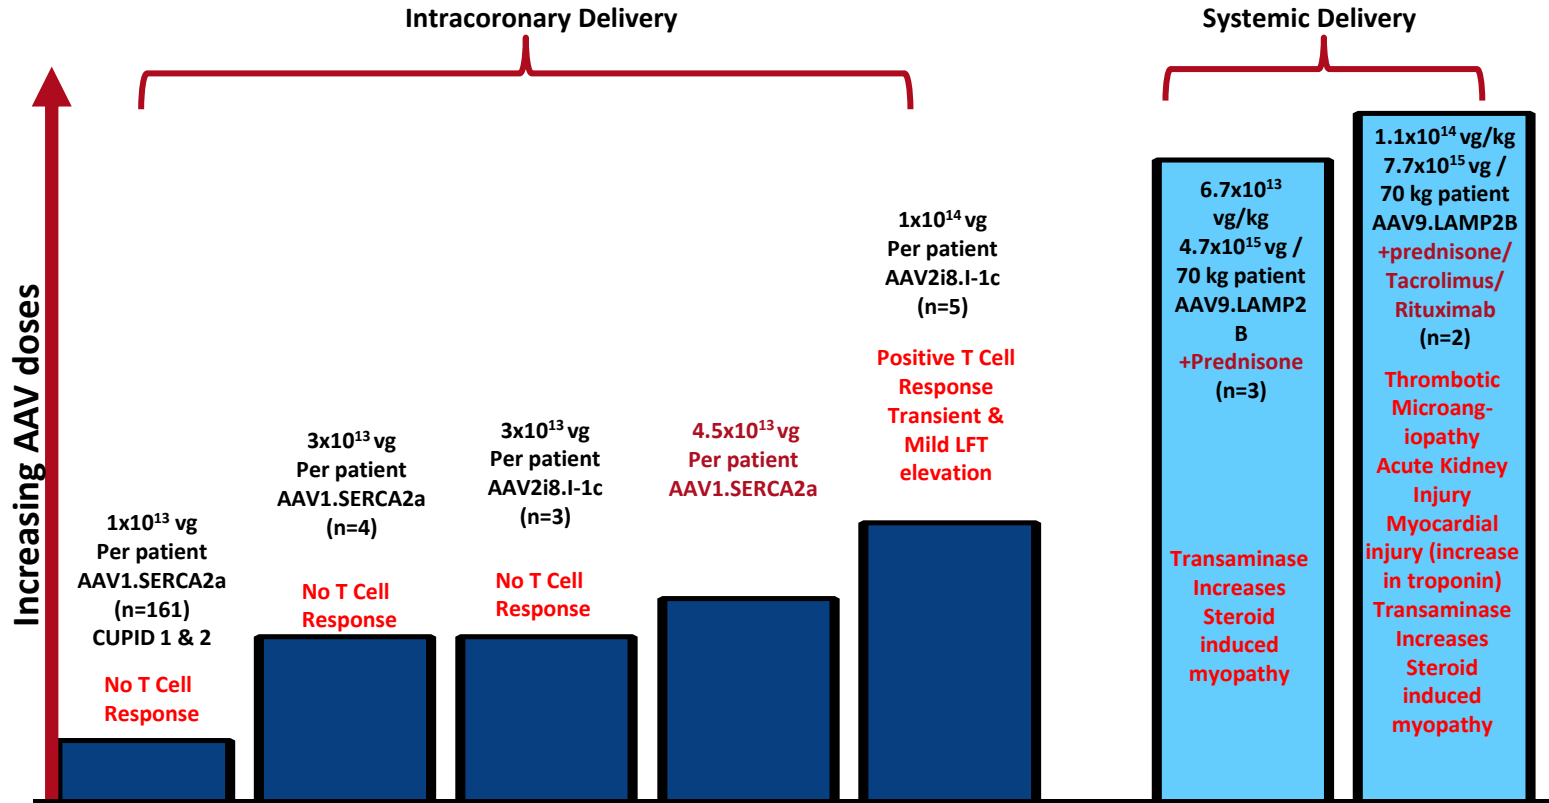 Intracoronary Delivery
Systemic Delivery
Increasing AAV doses
1x10¹³ vg
Per patient
AAV1.SERCA2a
(n=161)
CUPID 1 & 2
No T Cell
Response
3x10¹³ vg
Per patient
AAV1.SERCA2a
(n=4)
No T Cell
Response
3x10¹³ vg
Per patient
AAV2i8.I-1c
(n=3)
No T Cell
Response
4.5x10¹³ vg
Per patient
AAV1.SERCA2a
1x10¹⁴ vg
Per patient
AAV2i8.I-1c
(n=5)
Positive T Cell
Response
Transient &
Mild LFT
elevation
6.7x10¹³
vg/kg
4.7x10¹⁵ vg /
70 kg patient
AAV9.LAMP2
B
+Prednisone
(n=3)
Transaminase
Increases
Steroid
induced
myopathy
1.1x10¹⁴ vg/kg
7.7x10¹⁵ vg /
70 kg patient
AAV9.LAMP2B
+prednisone/
Tacrolimus/
Rituximab
(n=2)
Thrombotic
Microang-
iopathy
Acute Kidney
Injury
Myocardial
injury (increase
in troponin)
Transaminase
Increases
Steroid
induced
myopathy